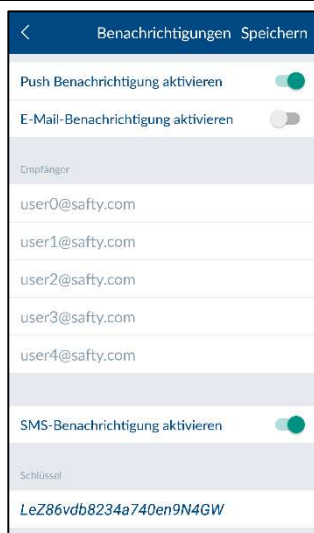 Benachrichtigungen Speichern
Push Benachrichtigung aktivieren
E-Mail-Benachrichtigung aktivieren
Empfänger
user0@safty.com
user1@safty.com
user2@safty.com
user3@safty.com
user4@safty.com
SMS-Benachrichtigung aktivieren
Schlüssel
LeZ86vdb8234a740en9N4GW